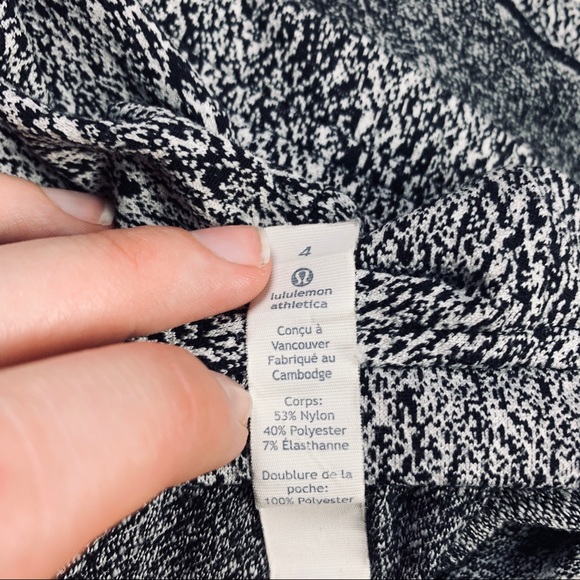 4
lululemon
athletica
Conçu à
Vancouver
Fabriqué au
Cambodge
Corps:
53% Nylon
40% Polyester
7% Élasthanne
Doublure de la
poche:
100% Polyester